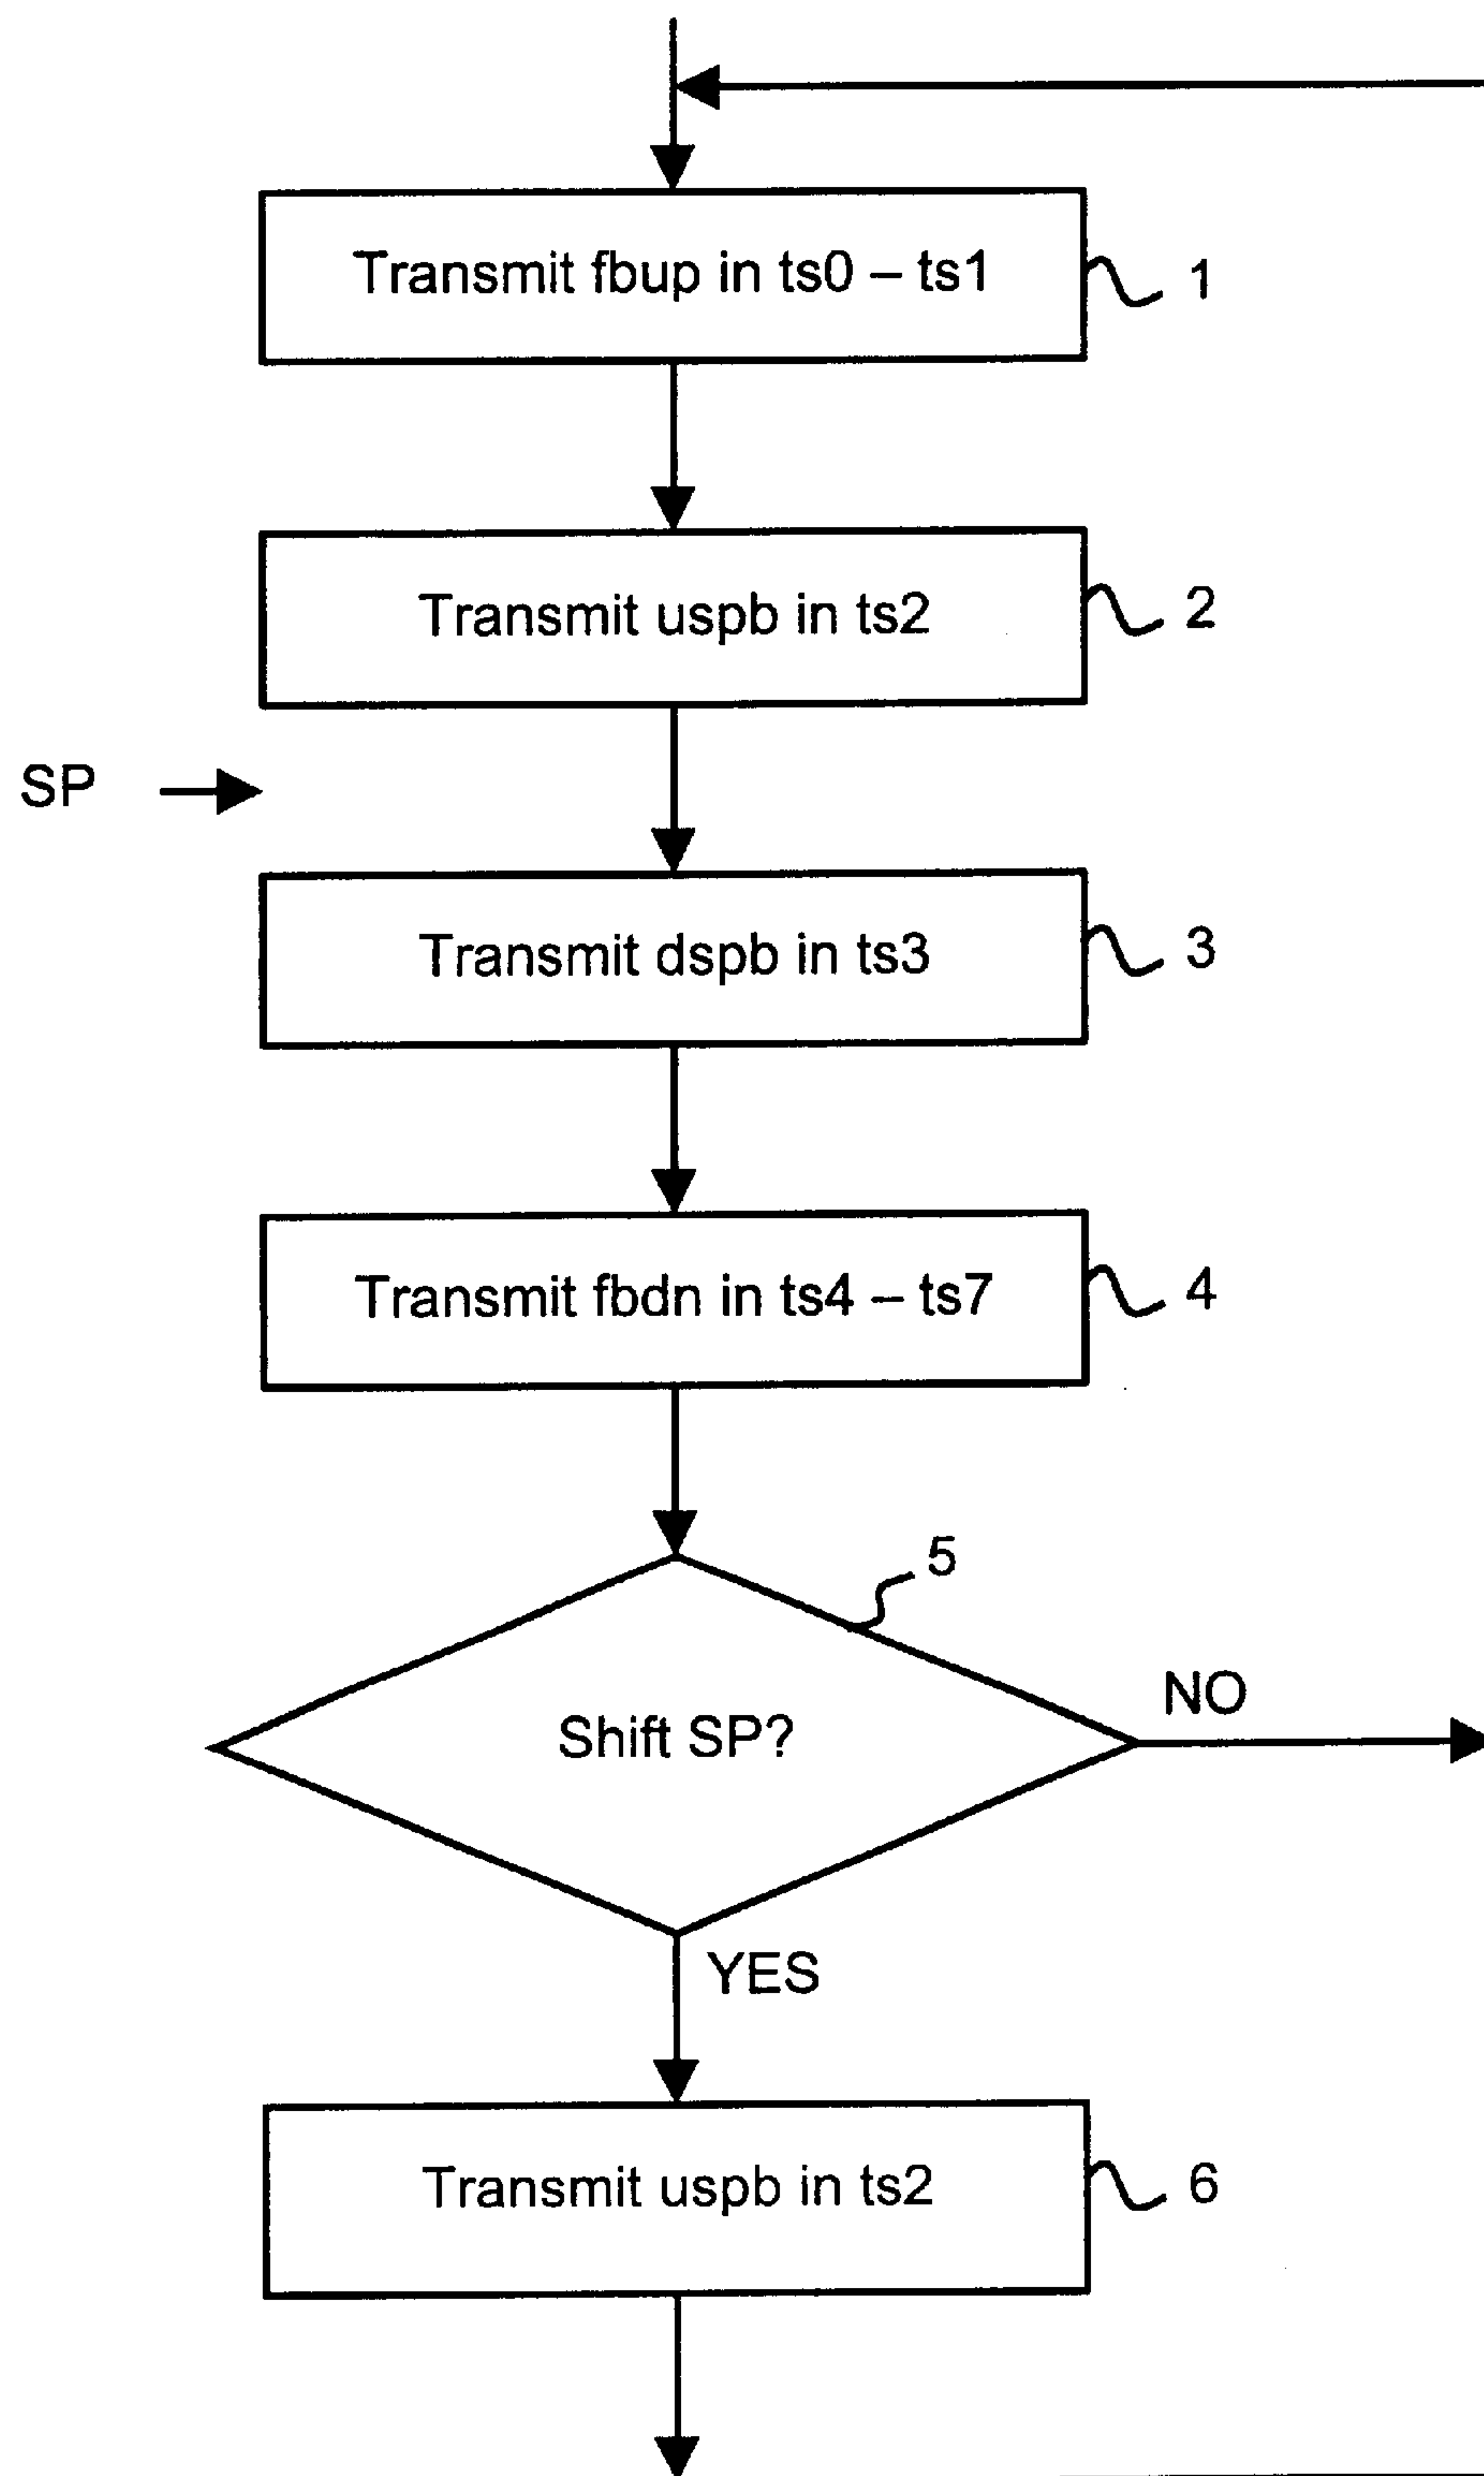 Transmit fbup in ts0 – ts1
1
Transmit uspb in ts2
2
SP
Transmit dspb in ts3
3
Transmit fbdn in ts4 – ts7
4
5
Shift SP?
NO
YES
Transmit uspb in ts2
6